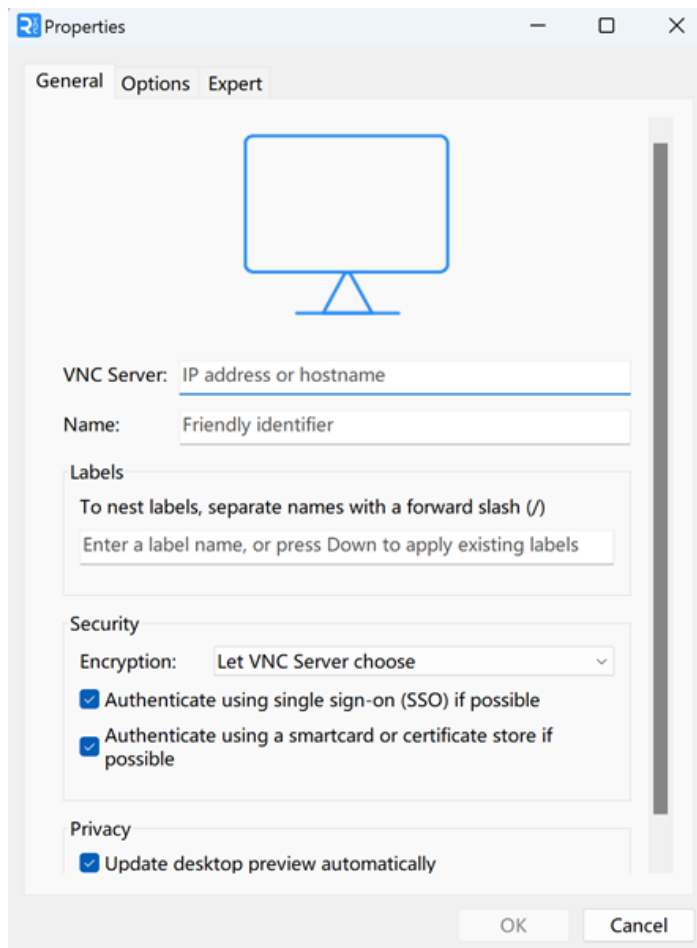 Properties
General Options Expert
VNC Server: IP address or hostname
Name: Friendly identifier
Labels
To nest labels, separate names with a forward slash (/)
Enter a label name, or press Down to apply existing labels
Security
Encryption: Let VNC Server choose
Authenticate using single sign-on (SSO) if possible
Authenticate using a smartcard or certificate store if
possible
Privacy
Update desktop preview automatically
OK Cancel